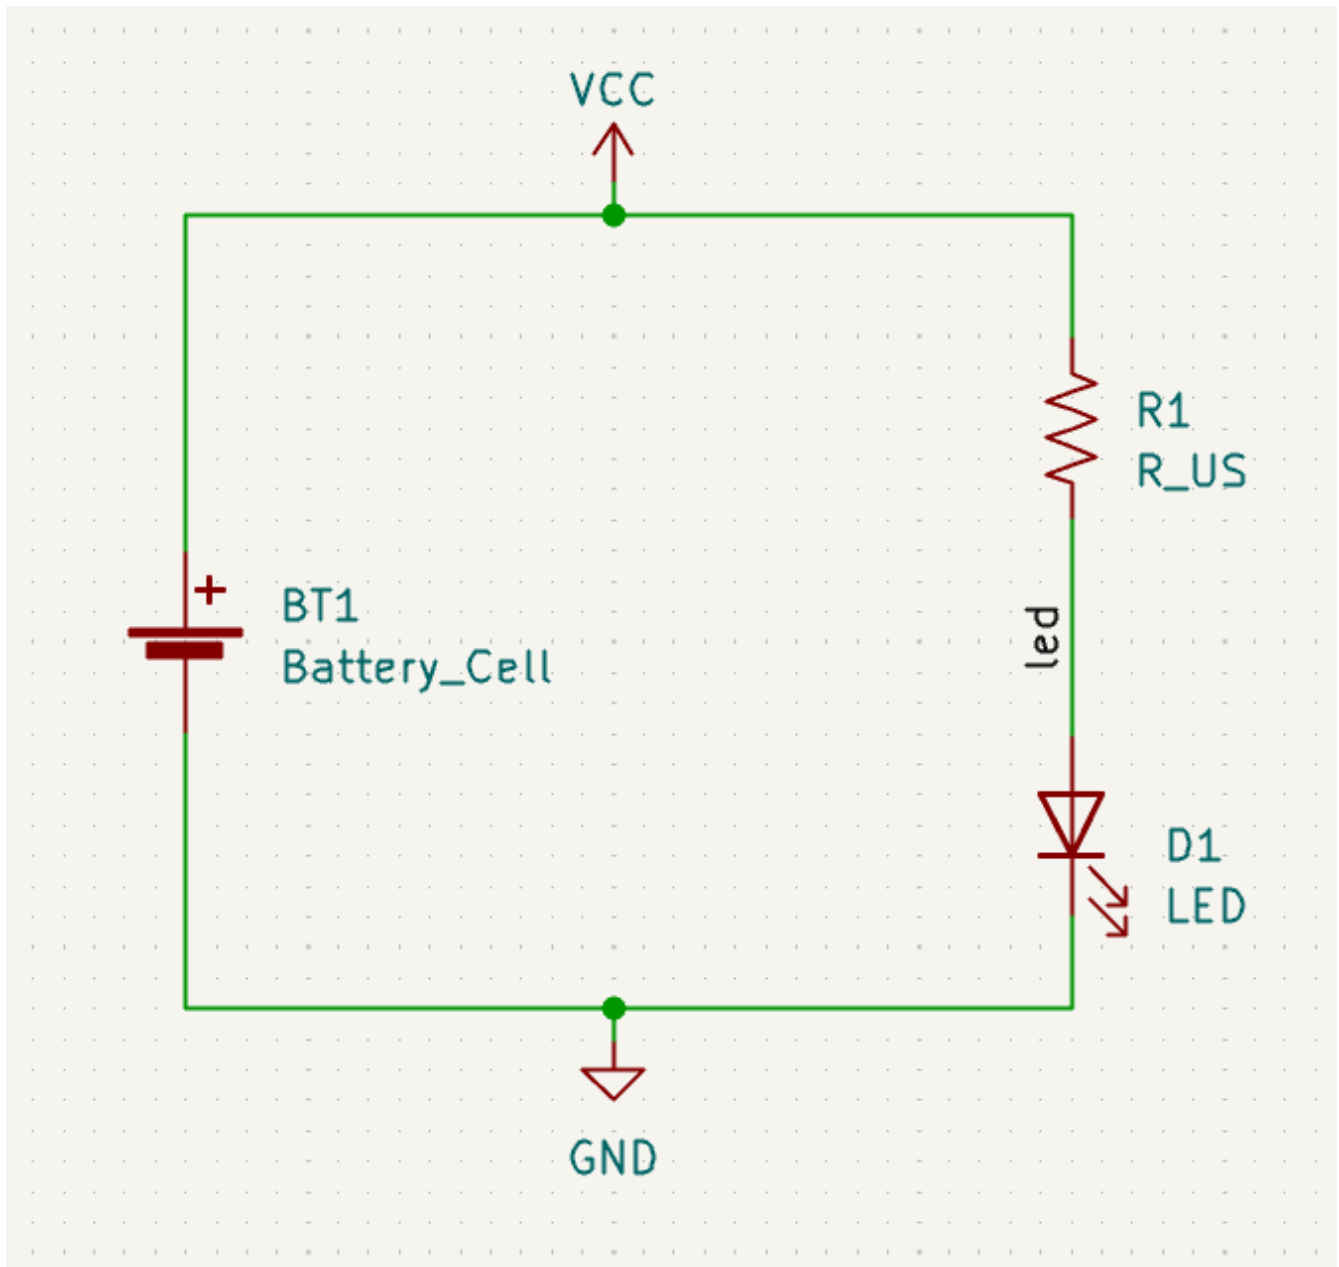 VCC
R1
R_US
BT1
Battery_Cell
led
D1
LED
GND